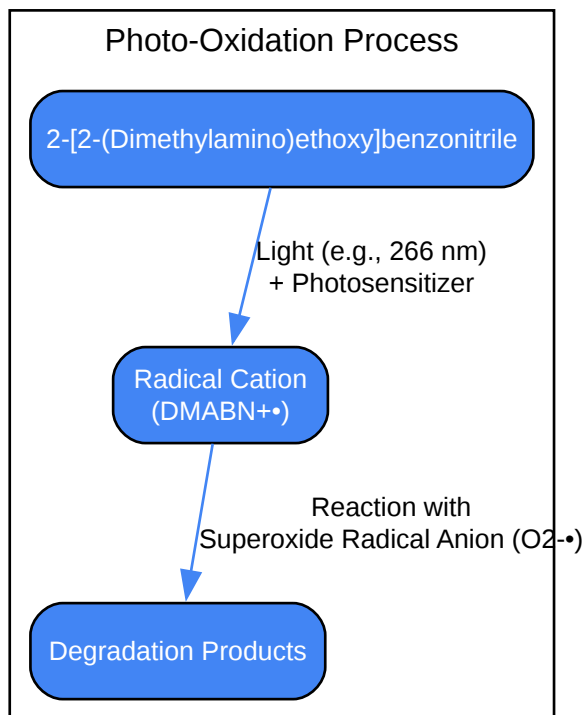 Photo-Oxidation Process
2-[2-(Dimethylamino)ethoxy]benzonitrile
Light (e.g., 266 nm)
+ Photosensitizer
Radical Cation
(DMABN+•)
Reaction with
Superoxide Radical Anion (O2-•)
Degradation Products